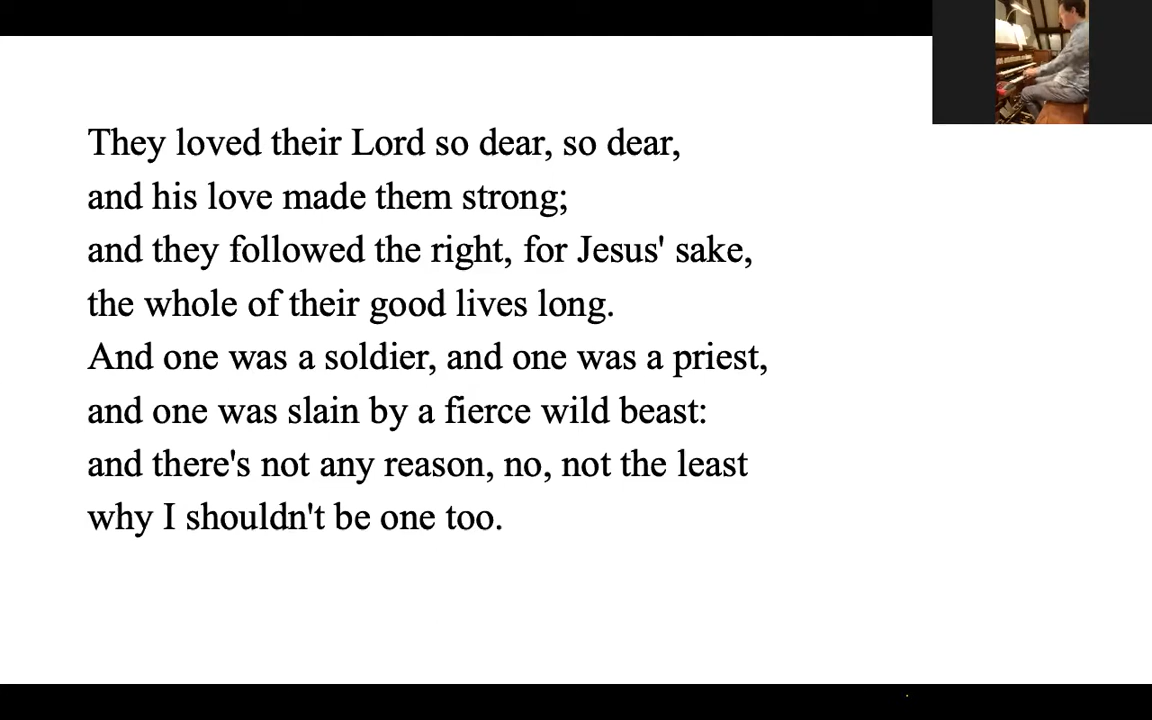 They loved their Lord so dear, so dear,
and his love made them strong;
and they followed the right, for Jesus' sake,
the whole of their good lives long.
And one was a soldier, and one was a priest,
and one was slain by a fierce wild beast:
and there's not any reason, no, not the least
why I shouldn't be one too.